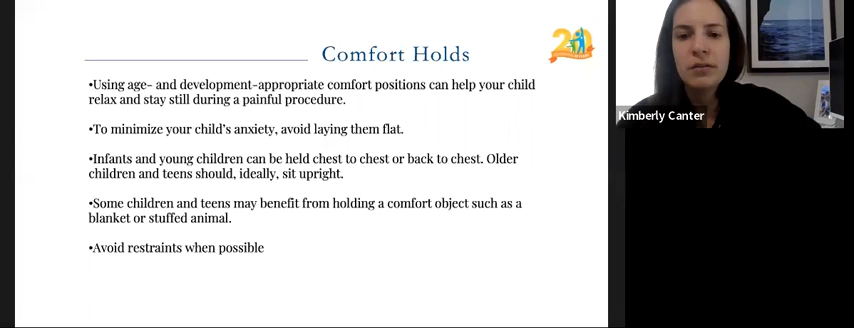 Comfort Holds
20
•Using age- and development-appropriate comfort positions can help your child
relax and stay still during a painful procedure.
•To minimize your child's anxiety, avoid laying them flat.
•Infants and young children can be held chest to chest or back to chest. Older
children and teens should, ideally, sit upright.
•Some children and teens may benefit from holding a comfort object such as a
blanket or stuffed animal.
•Avoid restraints when possible
Kimberly Canter